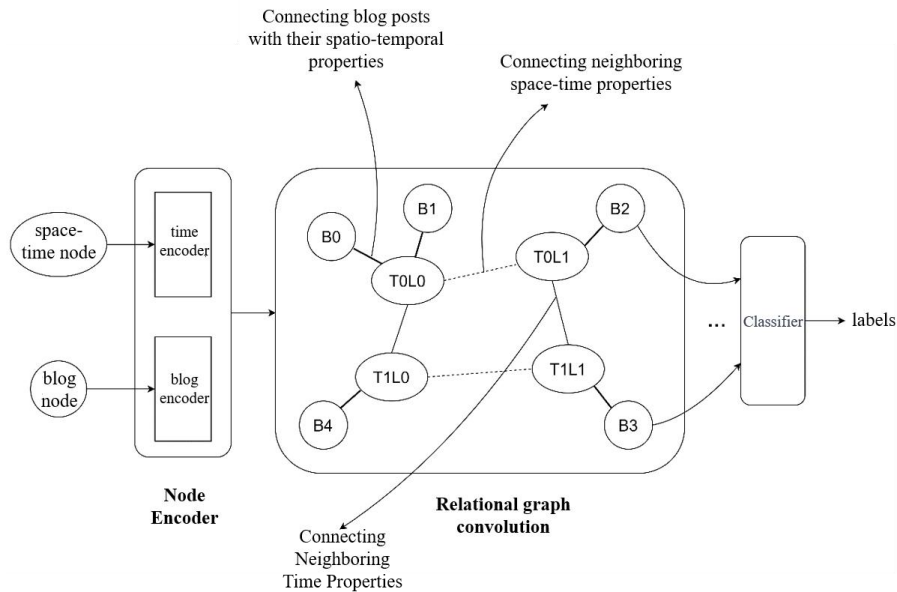 Connecting blog posts
with their spatio-temporal
properties
Connecting neighboring
space-time properties
space-
time node
time
encoder
blog
node
blog
encoder
Node
Encoder
B0
B1
T0L0
T0L1
B2
T1L0
T1L1
B4
B3
Relational graph
convolution
Connecting
Neighboring
Time Properties
...
Classifier
labels